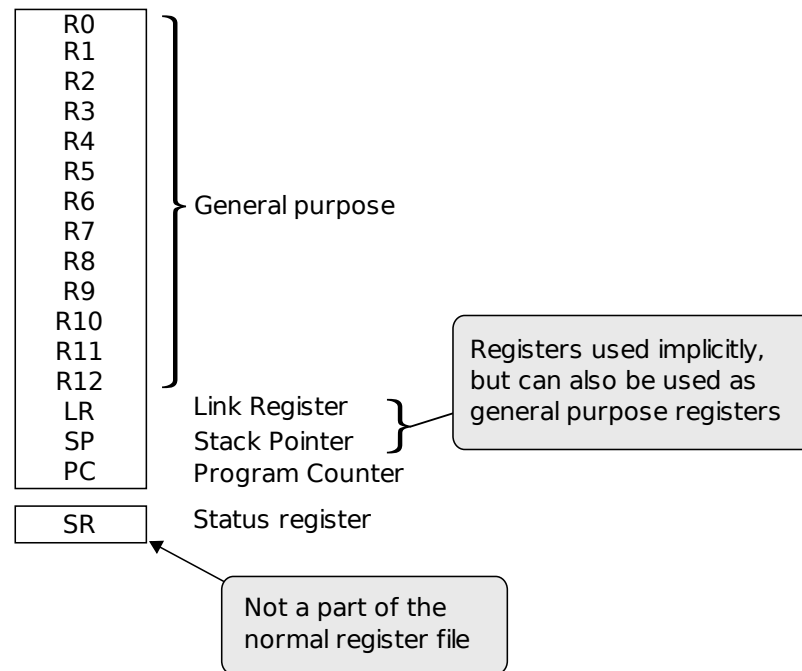 R0
R1
R2
R3
R4
R5
R6
R7
R8
R9
R10
R11
R12
LR
SP
PC
SR
General purpose
Link Register
Stack Pointer
Program Counter
Status register
Registers used implicitly,
but can also be used as
general purpose registers
Not a part of the
normal register file